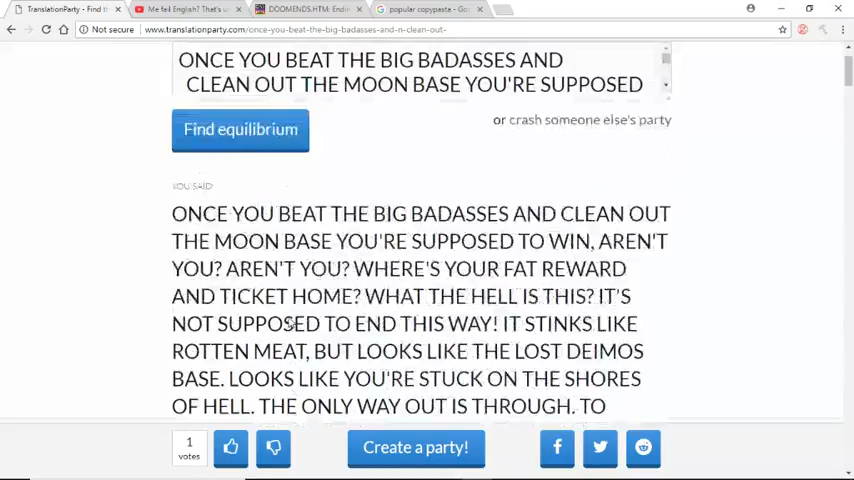 TranslationParty - Find th
Me fail English? That's u
DOOMENDS.HTM: Endin
popular copypasta - Goo
Not secure | www.translationparty.com/once-you-beat-the-big-badasses-and-n-clean-out-
ONCE YOU BEAT THE BIG BADASSES AND
CLEAN OUT THE MOON BASE YOU'RE SUPPOSED
Find equilibrium
or crash someone else's party
YOU SAID:
ONCE YOU BEAT THE BIG BADASSES AND CLEAN OUT
THE MOON BASE YOU'RE SUPPOSED TO WIN, AREN'T
YOU? AREN'T YOU? WHERE'S YOUR FAT REWARD
AND TICKET HOME? WHAT THE HELL IS THIS? IT'S
NOT SUPPOSED TO END THIS WAY! IT STINKS LIKE
ROTTEN MEAT, BUT LOOKS LIKE THE LOST DEIMOS
BASE. LOOKS LIKE YOU'RE STUCK ON THE SHORES
OF HELL. THE ONLY WAY OUT IS THROUGH. TO
1
votes
Create a party!